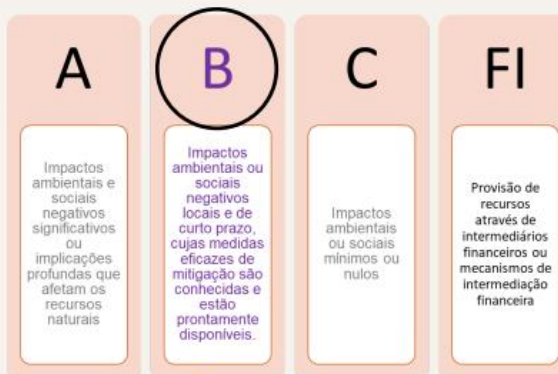 A
Impactos
ambientais e
sociais
negativos
significativos
ou
implicações
profundas que
afetam os
recursos
naturais
B
Impactos
ambientais ou
sociais
negativos
locais e de
curto prazo,
cujas medidas
eficazes de
mitigação são
conhecidas e
estão
prontamente
disponíveis.
C
Impactos
ambientais
ou sociais
mínimos ou
nulos
FI
Provisão de
recursos
através de
intermediários
financeiros ou
mecanismos de
intermediação
financeira